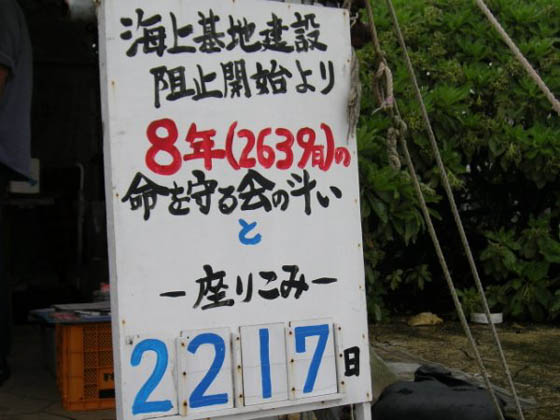 海上基地建設
阻止開始より
8年(2639日)の
命を守る会の斗い
と
ー座りこみー
2217日